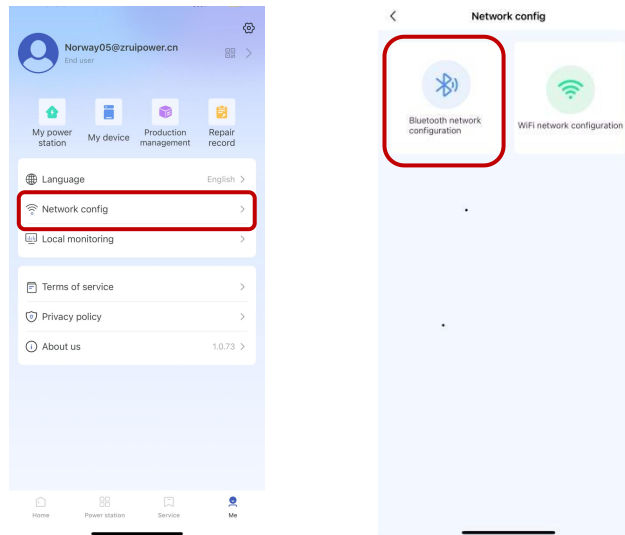 Norway05@zruipower.cn
End user
My power
station
My device
Production
management
Repair
record
Language
English
Network config
Local monitoring
Terms of service
Privacy policy
About us
1.0.73
Home
Power station
Service
Me
Network config
Bluetooth network
configuration
WiFi network configuration